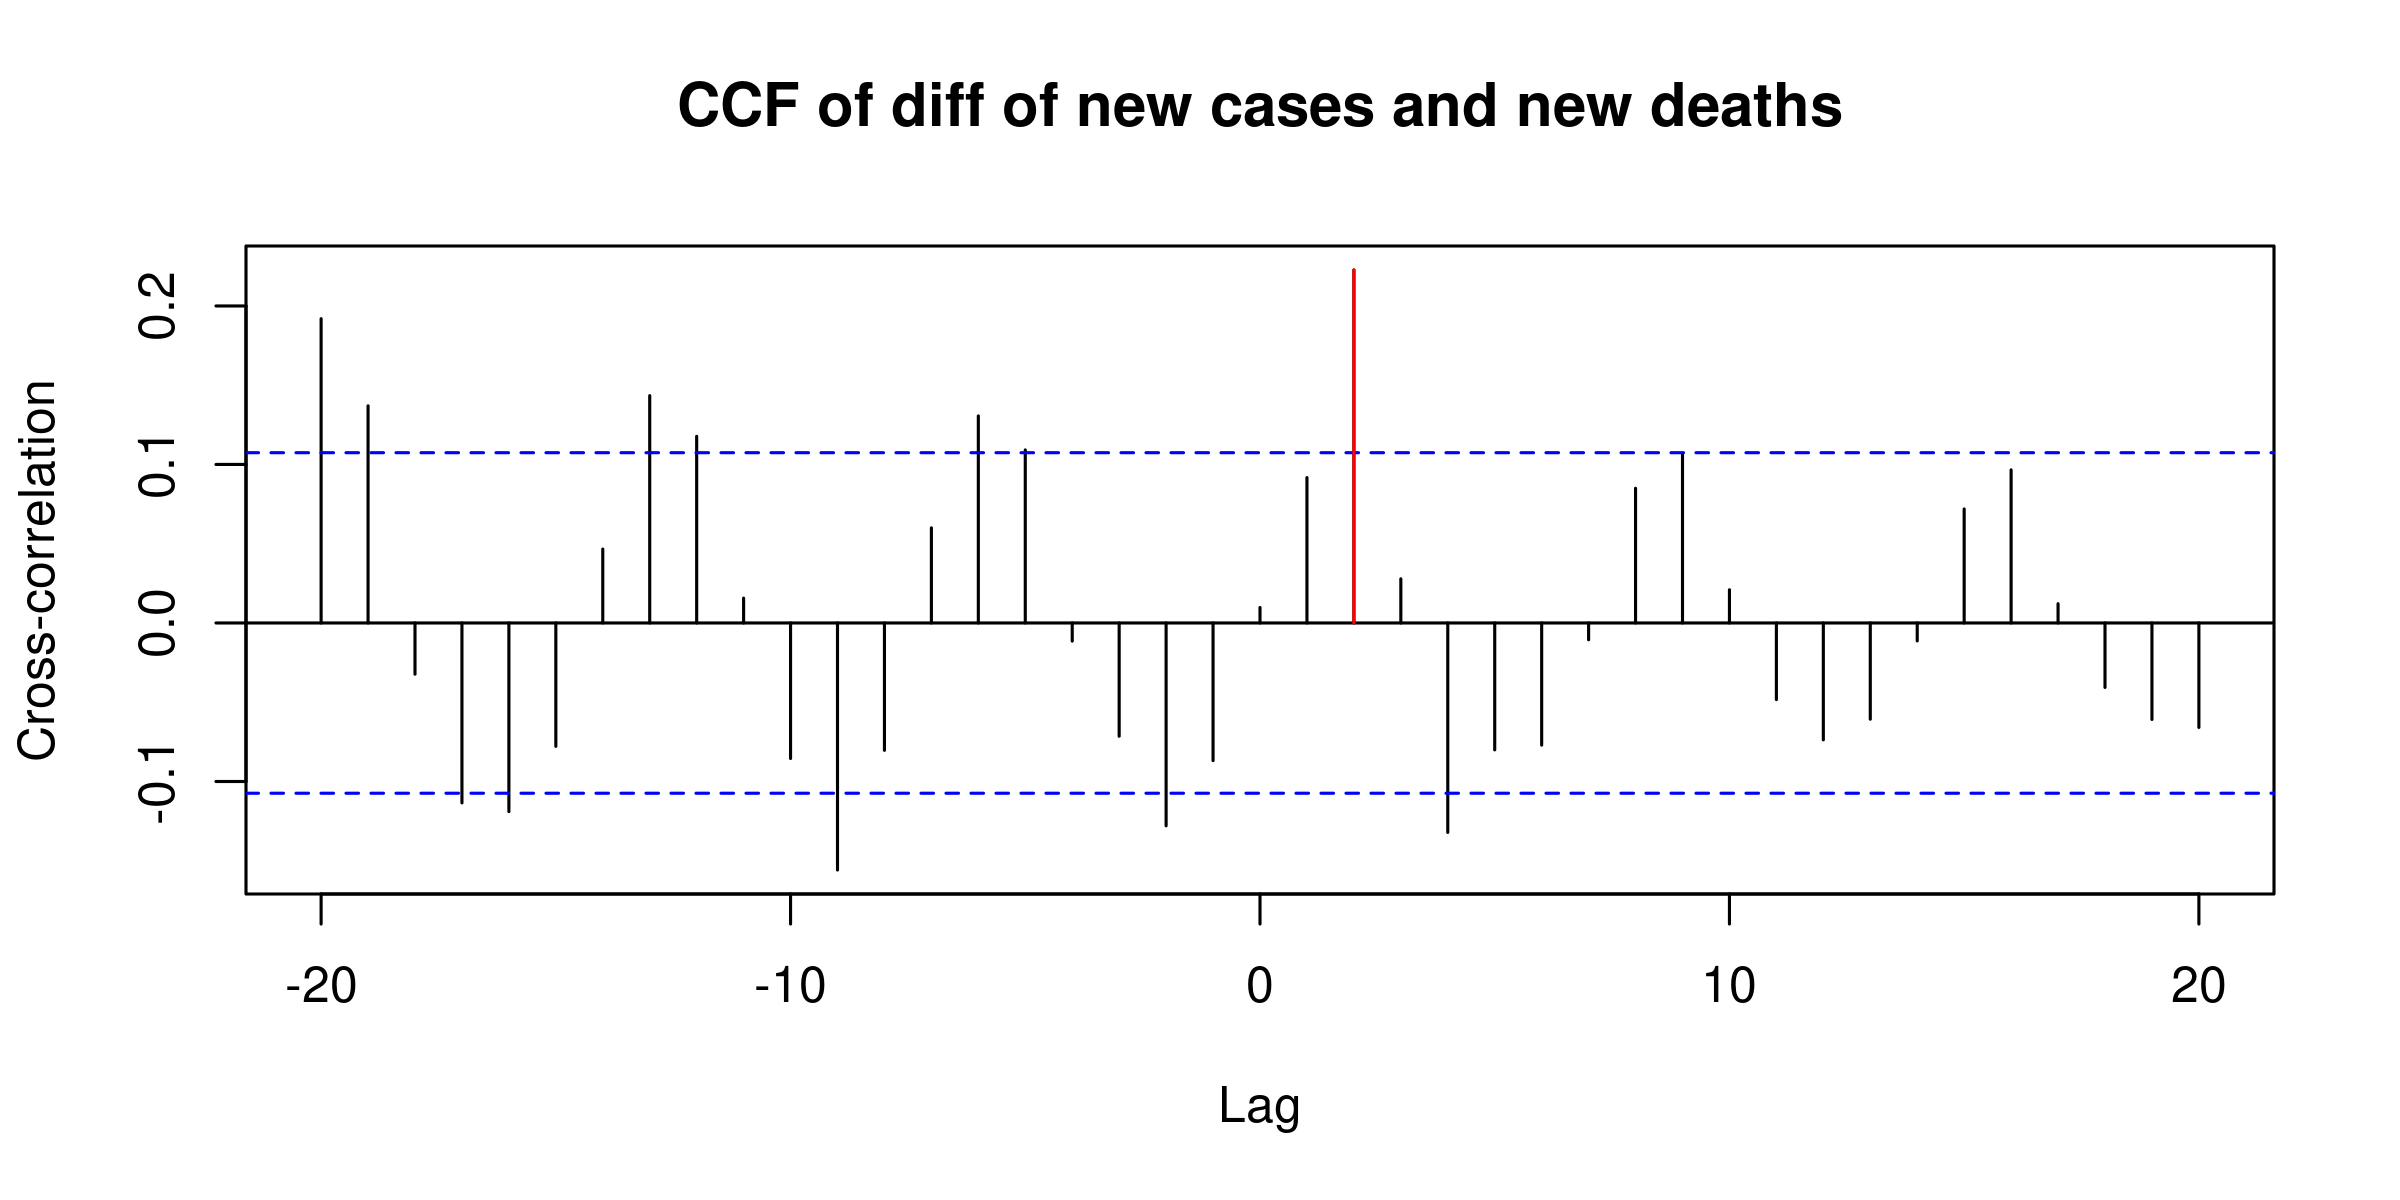 CCF of diff of new cases and new deaths
Cross-correlation
0.2
0.1
0.0
-0.1
-20 -10 0 10 20
Lag